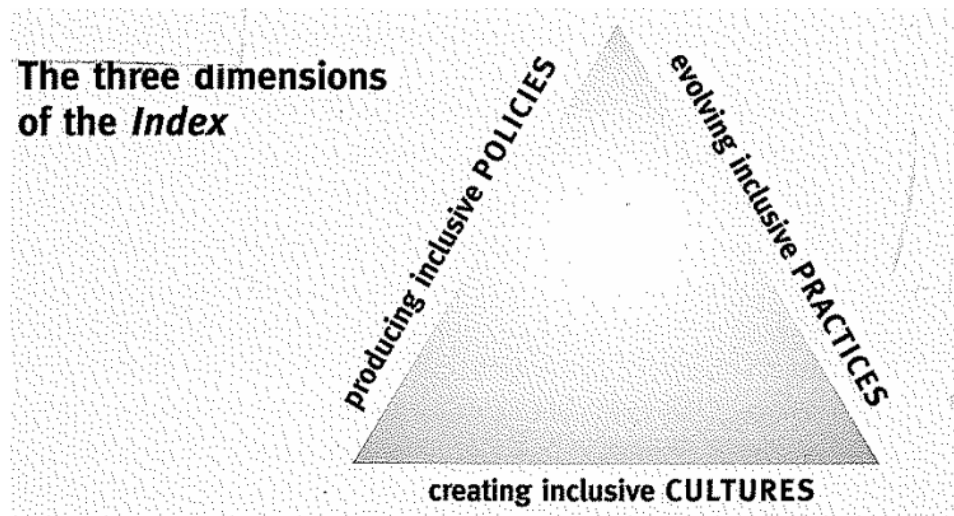 The three dimensions
of the Index
producing inclusive POLICIES
evolving inclusive PRACTICES
creating inclusive CULTURES